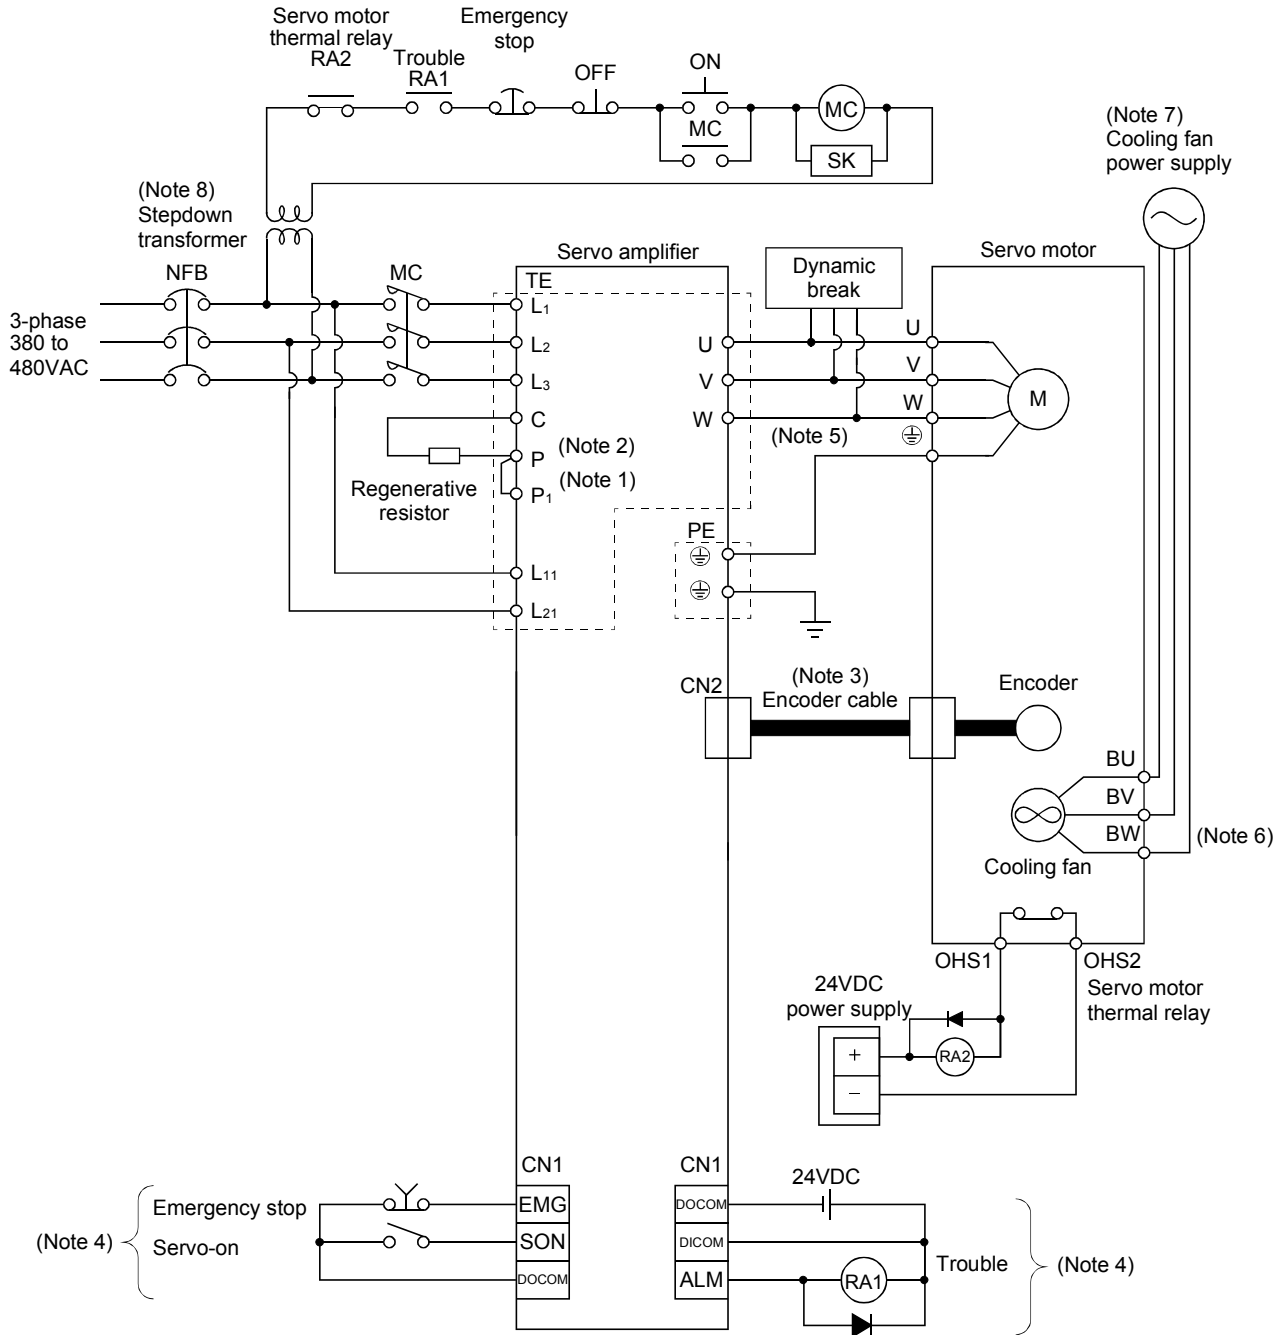 Servo motor
thermal relay
RA2
Trouble
RA1
Emergency
stop
OFF
ON
MC
MC
SK
(Note 7)
Cooling fan
power supply
(Note 8)
Stepdown
transformer
NFB
MC
3-phase
380 to
480VAC
Servo amplifier
TE
L1
L2
L3
C
P
(Note 2)
P1
(Note 1)
Regenerative
resistor
L11
L21
U
V
W
Dynamic
break
(Note 5)
Servo motor
U
V
W
M
PE
CN2
(Note 3)
Encoder cable
Encoder
BU
BV
BW
(Note 6)
Cooling fan
OHS1
OHS2
Servo motor
thermal relay
24VDC
power supply
+
RA2
−
CN1
EMG
SON
DOCOM
(Note 4)
Emergency stop
Servo-on
CN1
DOCOM
DICOM
ALM
24VDC
RA1
Trouble
(Note 4)